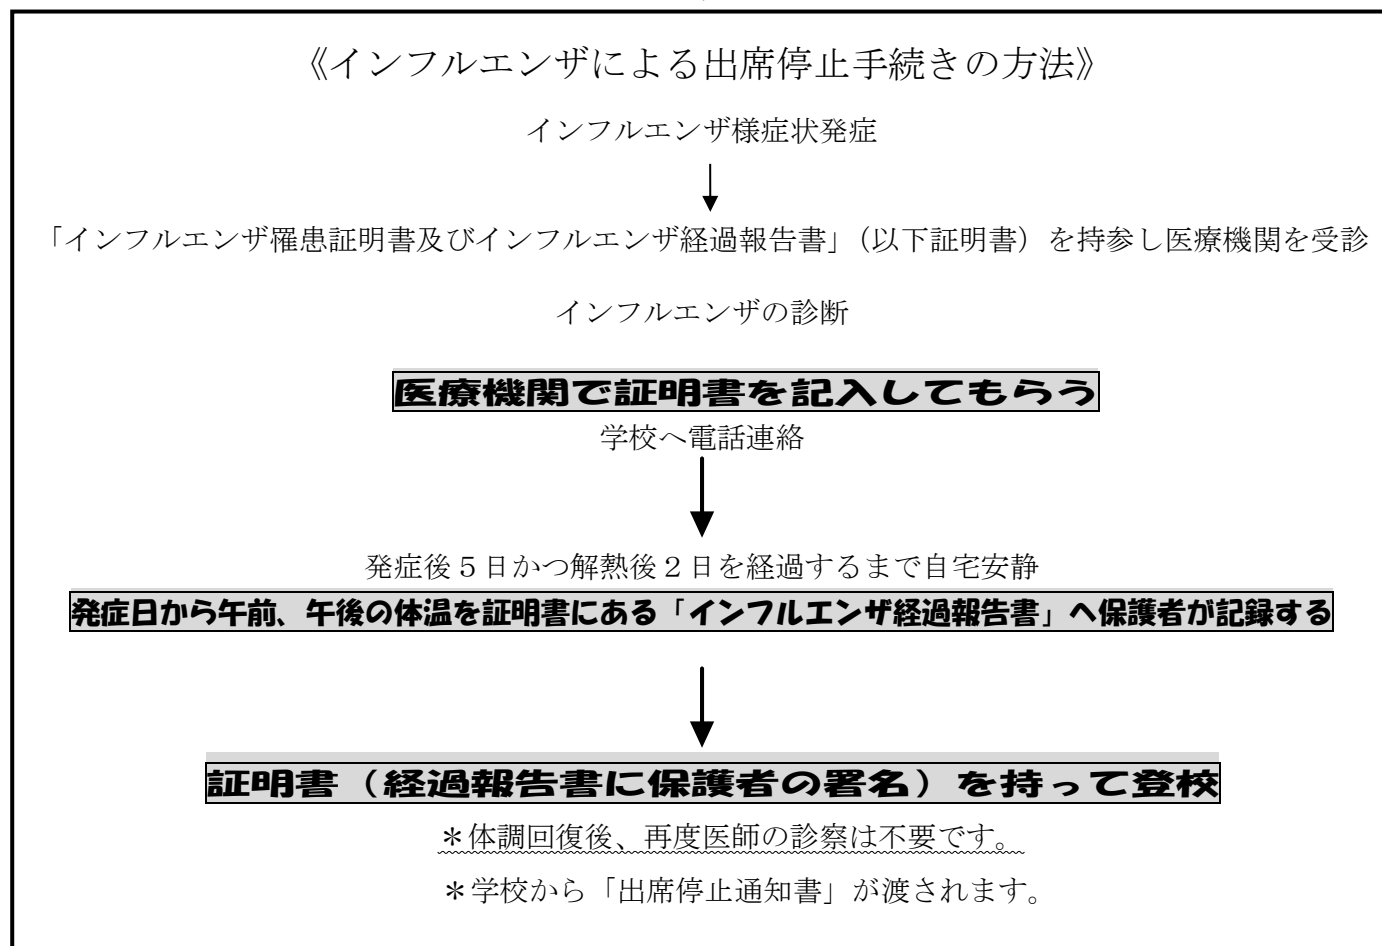 《インフルエンザによる出席停止手続きの方法》
インフルエンザ様症状発症
「インフルエンザ罹患証明書及びインフルエンザ経過報告書」（以下証明書）を持参し医療機関を受診
インフルエンザの診断
医療機関で証明書を記入してもらう
学校へ電話連絡
発症後５日かつ解熱後２日を経過するまで自宅安静
発症日から午前、午後の体温を証明書にある「インフルエンザ経過報告書」へ保護者が記録する
証明書（経過報告書に保護者の署名）を持って登校
＊体調回復後、再度医師の診察は不要です。
＊学校から「出席停止通知書」が渡されます。